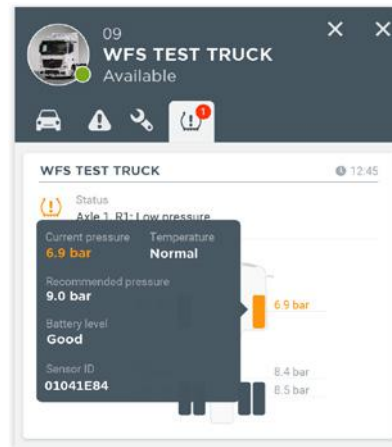 09
WFS TEST TRUCK
Available
1
WFS TEST TRUCK 12:45
Status
Axle 1, R1: Low pressure
Current pressure Temperature
6.9 bar Normal
Recommended pressure
9.0 bar
6.9 bar
Battery level
Good
Sensor ID
01041E84
8.4 bar
8.5 bar